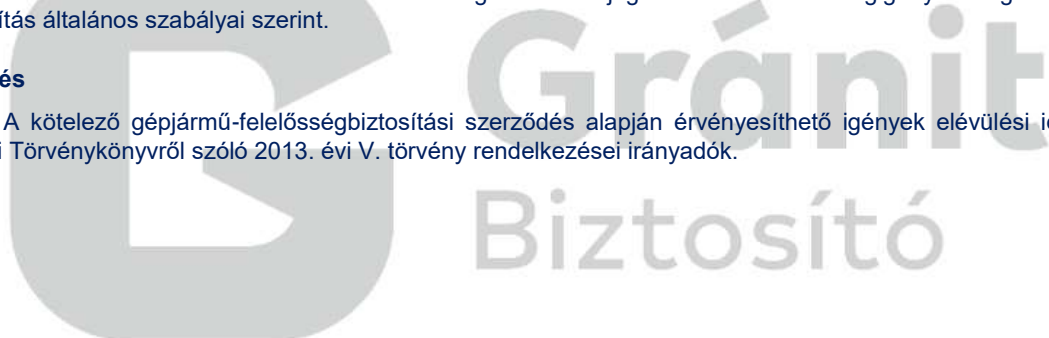 ítás általános szabályai szerint.
és
A kötelező gépjármű-felelősségbiztosítási szerződés alapján érvényesíthető igények elévülési
i Törvénykönyvről szóló 2013. évi V. törvény rendelkezései irányadók.
Gránit
Biztosító